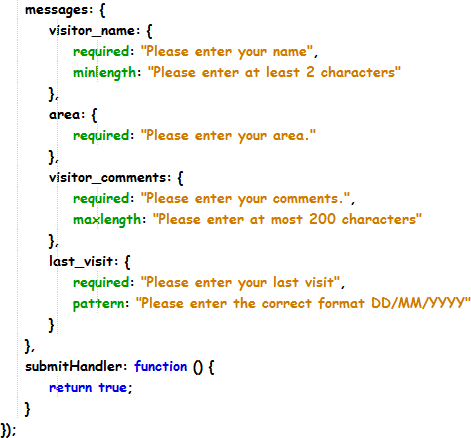 messages: {
visitor_name: {
required: "Please enter your name",
minlength: "Please enter at least 2 characters"
},
area: {
required: "Please enter your area."
},
visitor_comments: {
required: "Please enter your comments.",
maxlength: "Please enter at most 200 characters"
},
last_visit: {
required: "Please enter your last visit",
pattern: "Please enter the correct format DD/MM/YYYY"
}
},
submitHandler: function () {
return true;
}
});